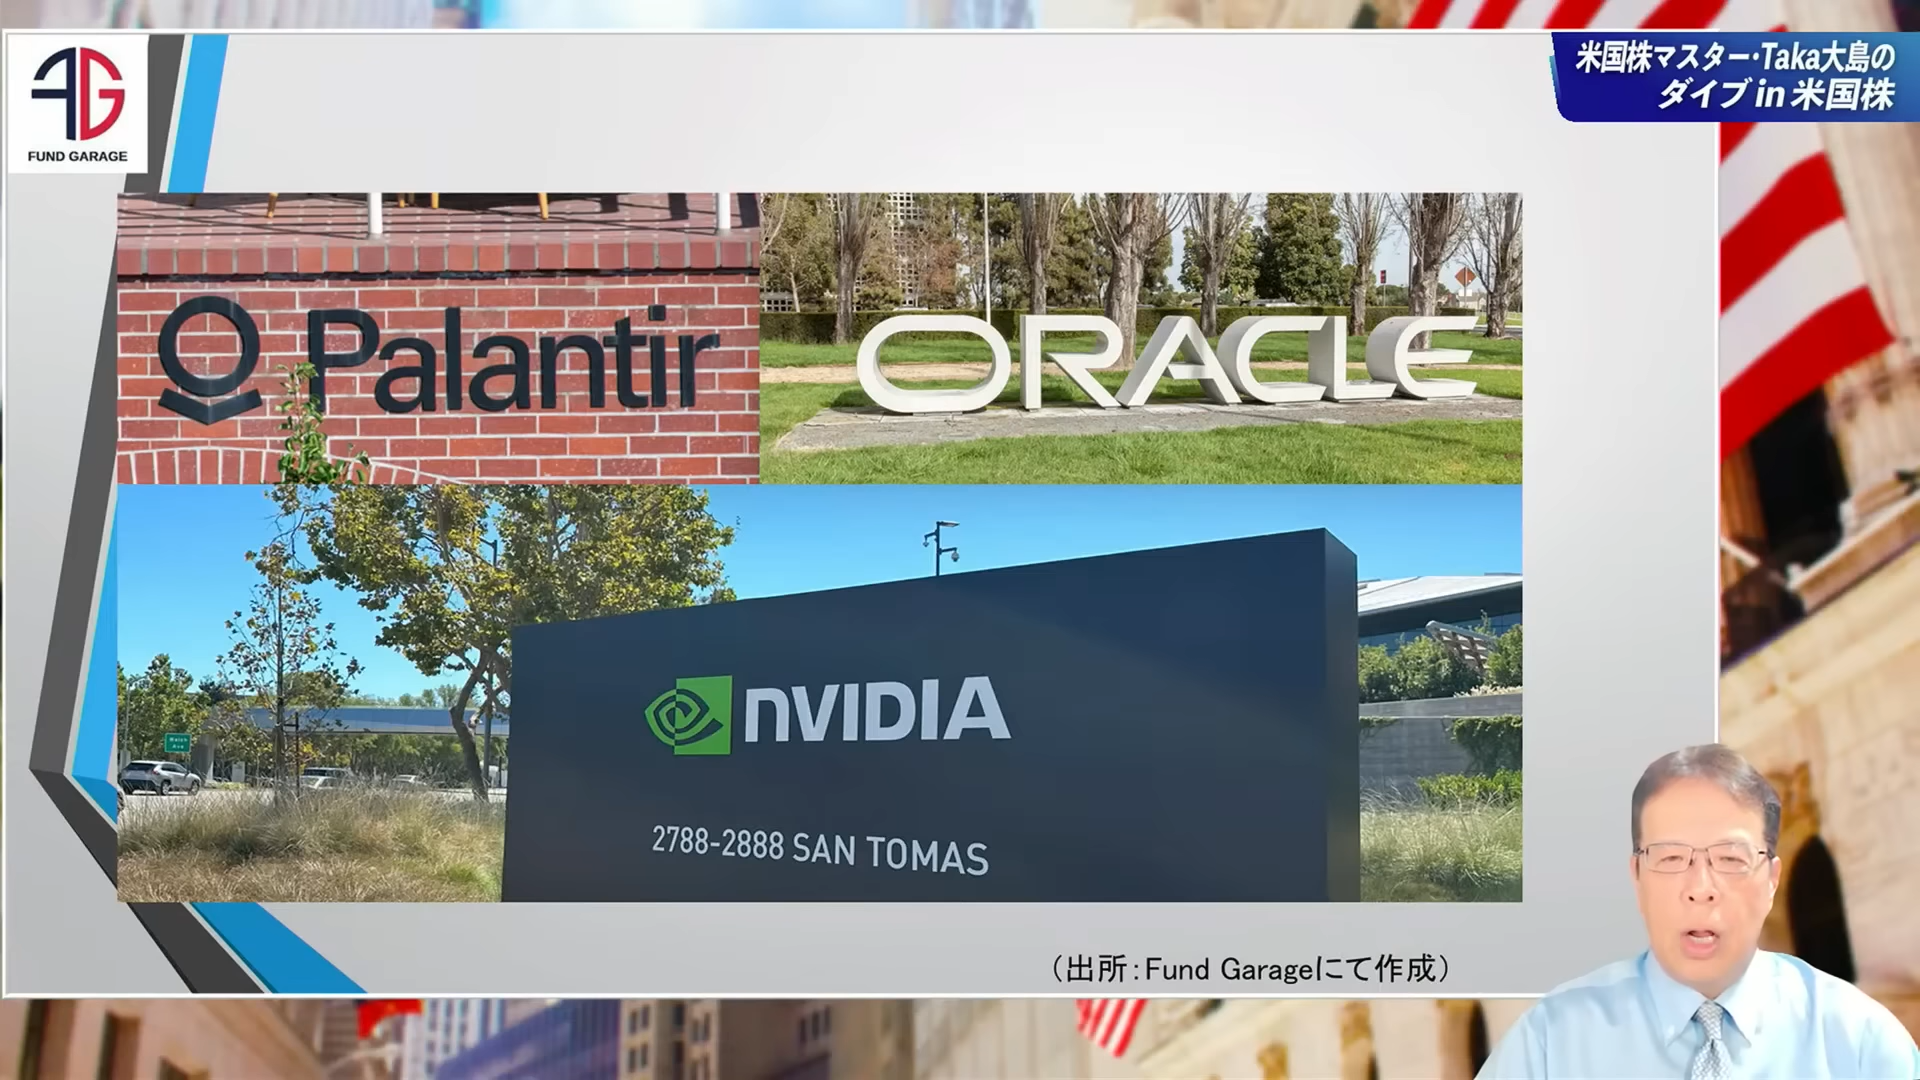 FUND GARAGE
米国株マスター・Taka大島の
ダイブ in 米国株
Palantir
ORACLE
NVIDIA
2788-2888 SAN TOMAS
（出所：Fund Garageにて作成）